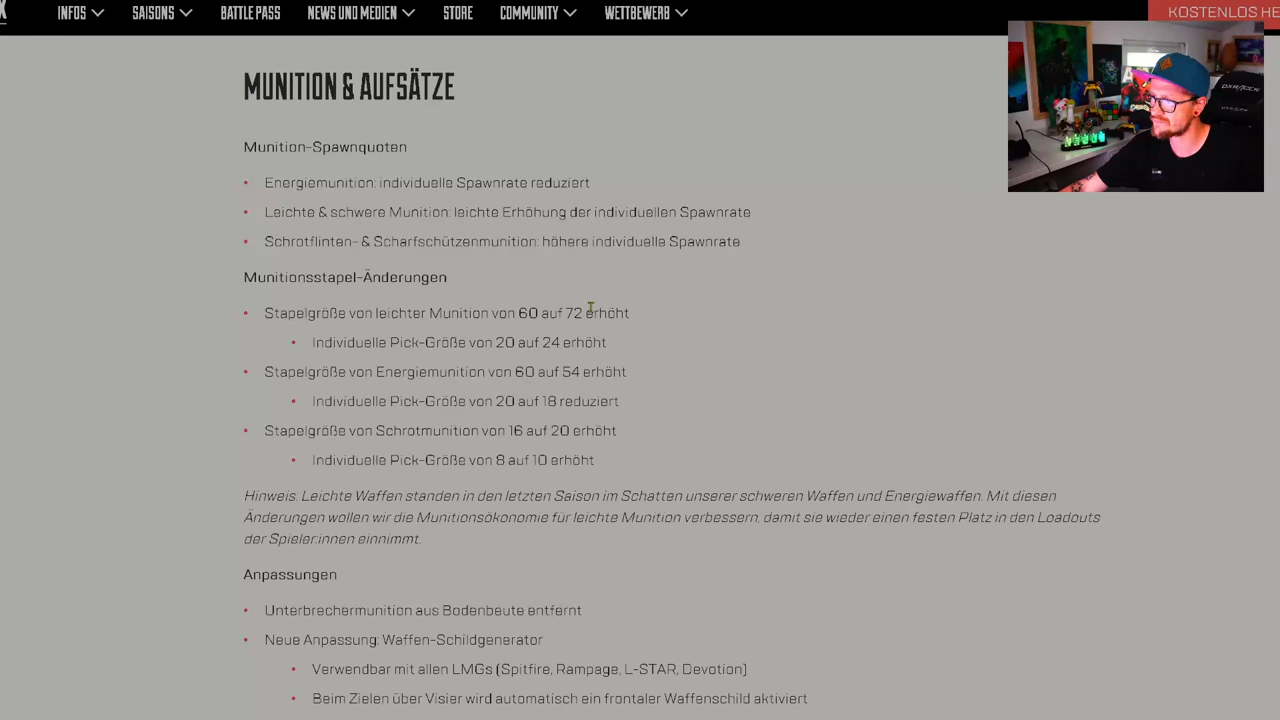 INFOS SAISONS BATTLE PASS NEWS UND MEDIEN STORE COMMUNITY WETTBEWERB KOSTENLOS HE
MUNITION & AUFSÄTZE
Munition-Spawnquoten
• Energiemunition: individuelle Spawnrate reduziert
• Leichte & schwere Munition: leichte Erhöhung der individuellen Spawnrate
• Schrotflinten- & Scharfschützenmunition: höhere individuelle Spawnrate
Munitionsstapel-Änderungen
• Stapelgröße von leichter Munition von 60 auf 72 erhöht
• Individuelle Pick-Größe von 20 auf 24 erhöht
• Stapelgröße von Energiemunition von 60 auf 54 erhöht
• Individuelle Pick-Größe von 20 auf 18 reduziert
• Stapelgröße von Schrotmunition von 16 auf 20 erhöht
• Individuelle Pick-Größe von 8 auf 10 erhöht
Hinweis. Leichte Waffen standen in den letzten Saison im Schatten unserer schweren Waffen und Energiewaffen. Mit diesen
Änderungen wollen wir die Munitionsökonomie für leichte Munition verbessern, damit sie wieder einen festen Platz in den Loadouts
der Spieler:innen einnimmt.
Anpassungen
• Unterbrechermunition aus Bodenbeute entfernt
• Neue Anpassung: Waffen-Schildgenerator
• Verwendbar mit allen LMGs (Spitfire, Rampage, L-STAR, Devotion)
• Beim Zielen über Visier wird automatisch ein frontaler Waffenschild aktiviert